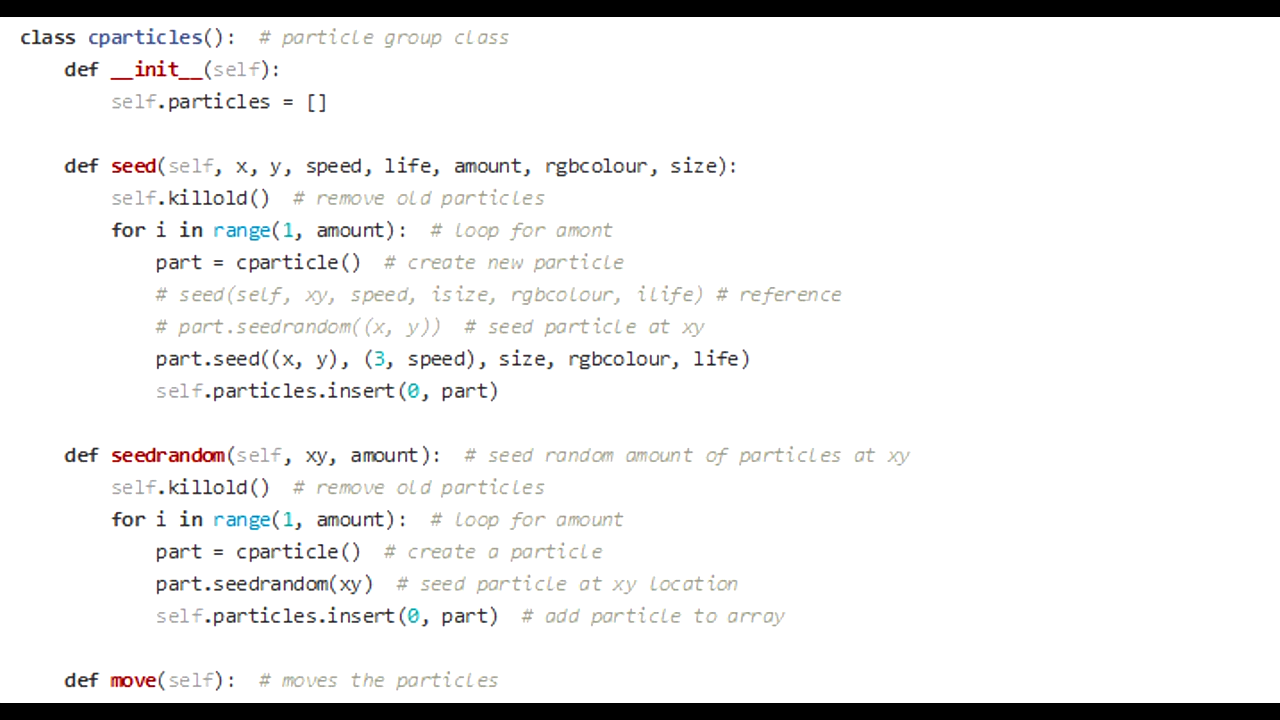 class cparticles():  # particle group class
    def __init__(self):
        self.particles = []
    def seed(self, x, y, speed, life, amount, rgbcolour, size):
        self.killold()  # remove old particles
        for i in range(1, amount):  # loop for amont
            part = cparticle()  # create new particle
            # seed(self, xy, speed, isize, rgbcolour, ilife) # reference
            # part.seedrandom((x, y))  # seed particle at xy
            part.seed((x, y), (3, speed), size, rgbcolour, life)
            self.particles.insert(0, part)
    def seedrandom(self, xy, amount):  # seed random amount of particles at xy
        self.killold()  # remove old particles
        for i in range(1, amount):  # loop for amount
            part = cparticle()  # create a particle
            part.seedrandom(xy)  # seed particle at xy location
            self.particles.insert(0, part)  # add particle to array
    def move(self):  # moves the particles